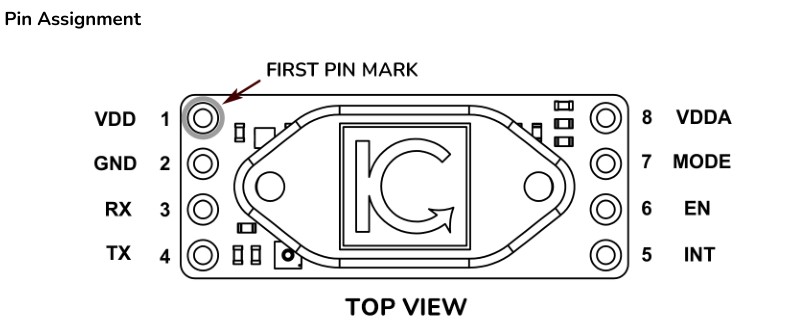 Pin Assignment
FIRST PIN MARK
VDD 1
8 VDDA
GND 2
7 MODE
RX 3
6 EN
TX 4
5 INT
TOP VIEW